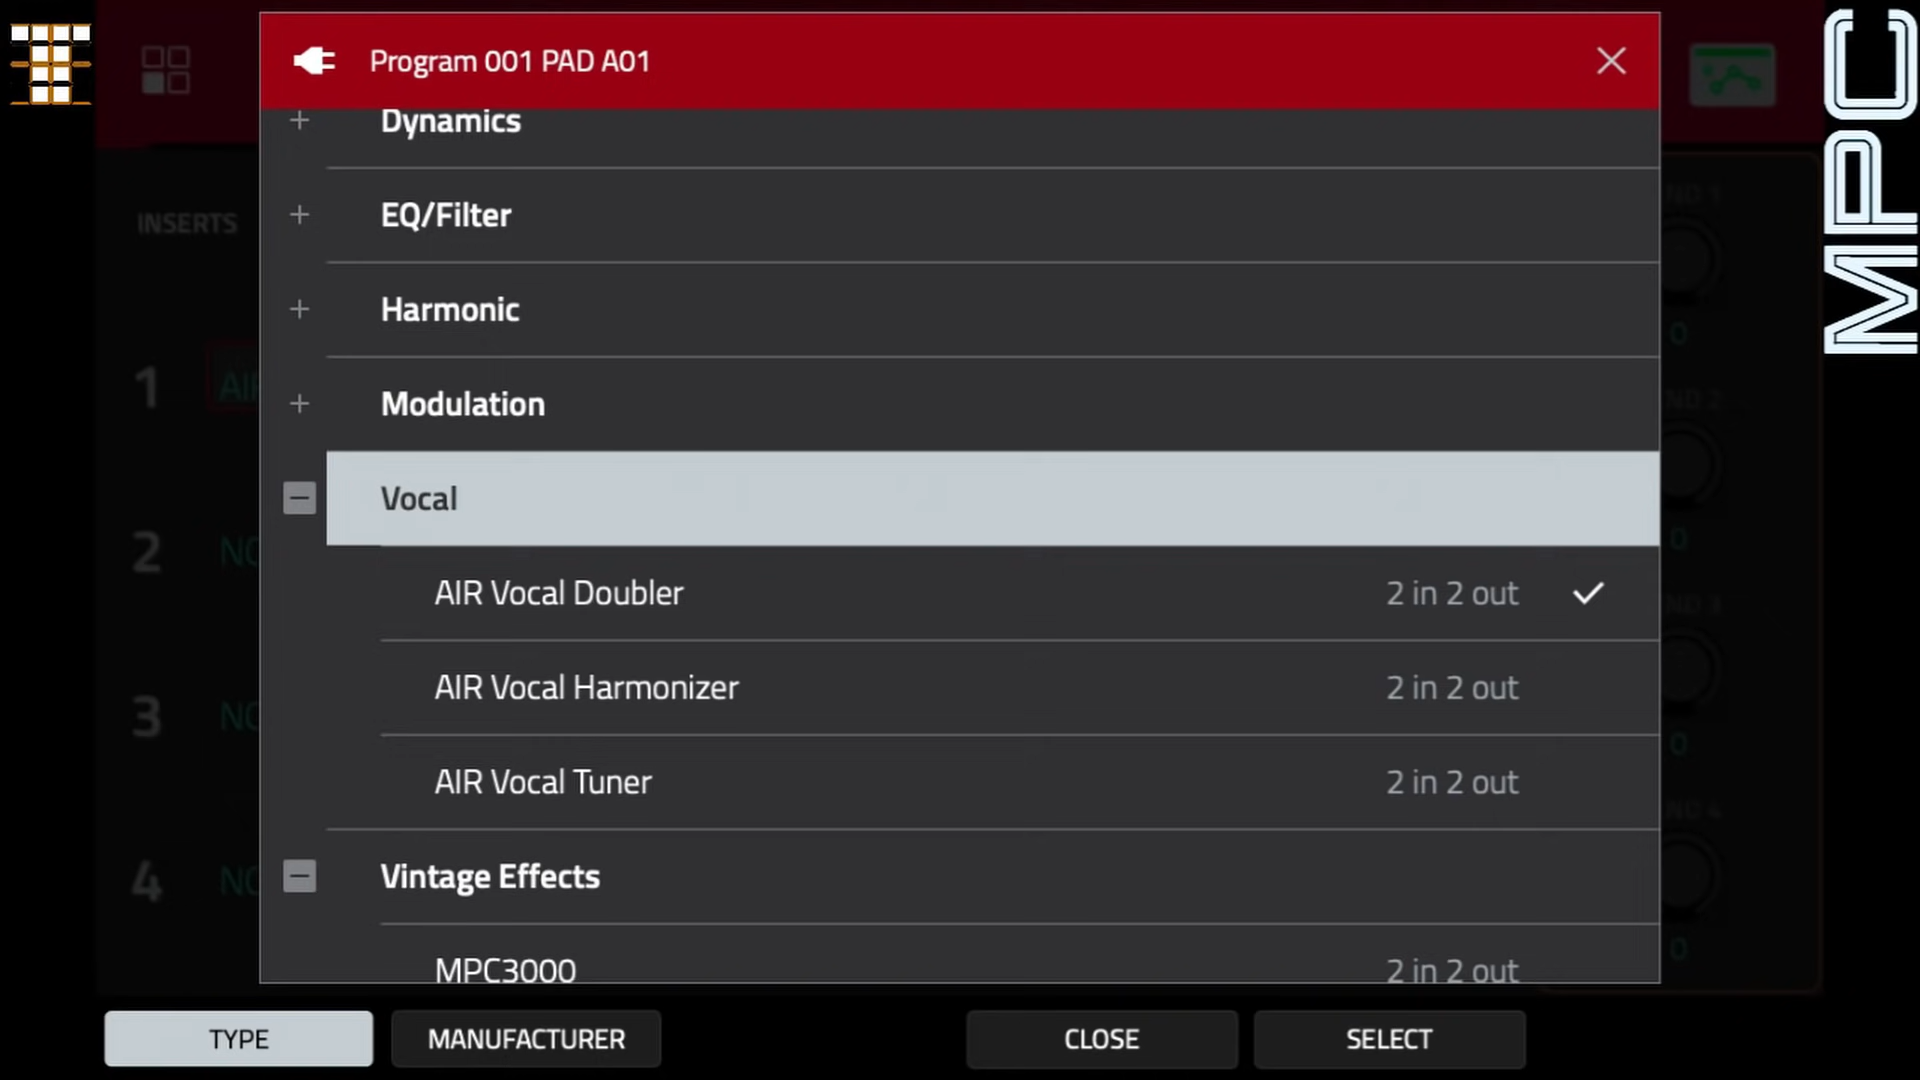 Program 001 PAD A01
MPC
Dynamics
EQ/Filter
INSERTS
Harmonic
1
Modulation
Vocal
2
AIR Vocal Doubler 2 in 2 out
AIR Vocal Harmonizer 2 in 2 out
3
AIR Vocal Tuner 2 in 2 out
4
Vintage Effects
MPC3000 2 in 2 out
TYPE MANUFACTURER CLOSE SELECT